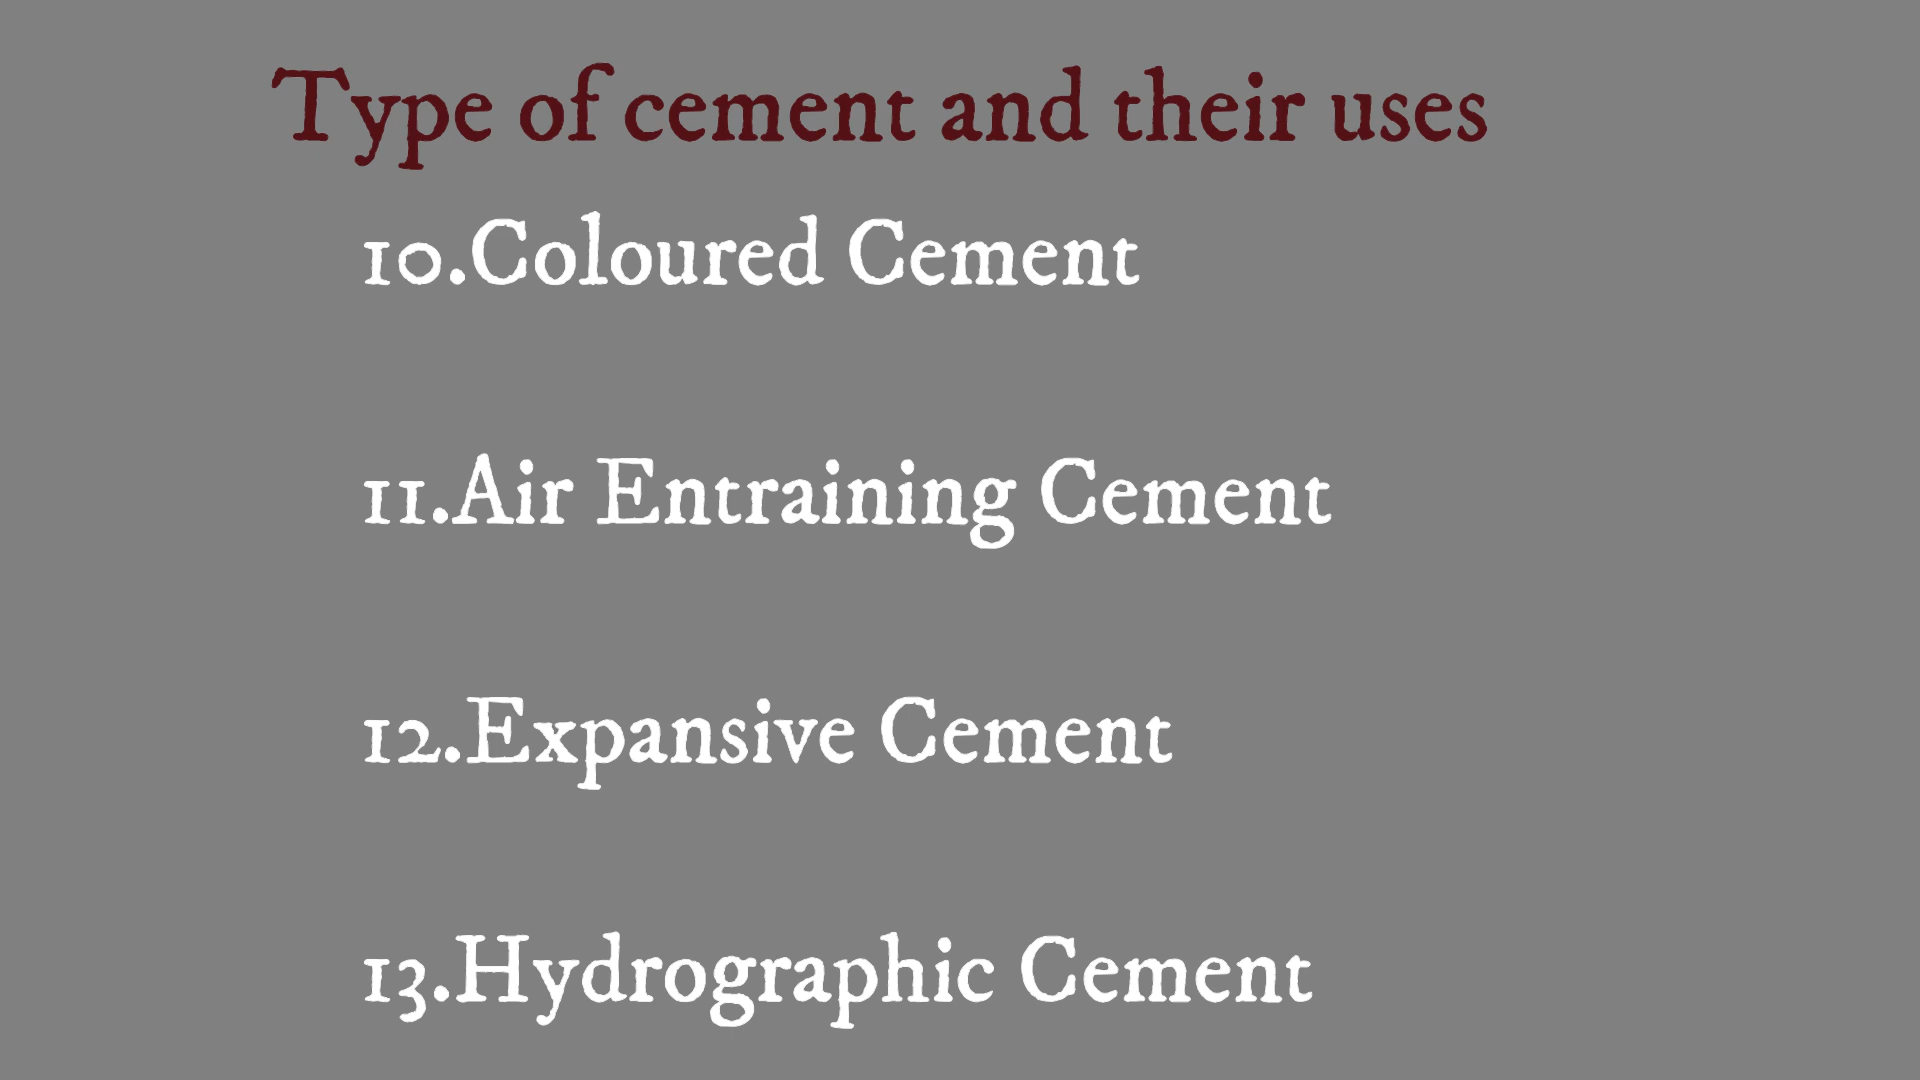 Type of cement and their uses
10.Coloured Cement
11.Air Entraining Cement
12.Expansive Cement
13.Hydrographic Cement